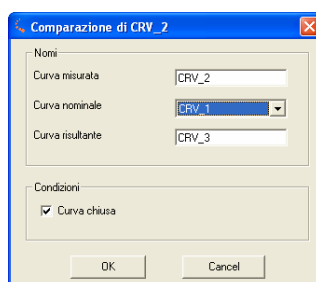 Comparazione di CRV_2
Nomi
Curva misurata CRV_2
Curva nominale CRV_1
Curva risultante CRV_3
Condizioni
Curva chiusa
OK Cancel